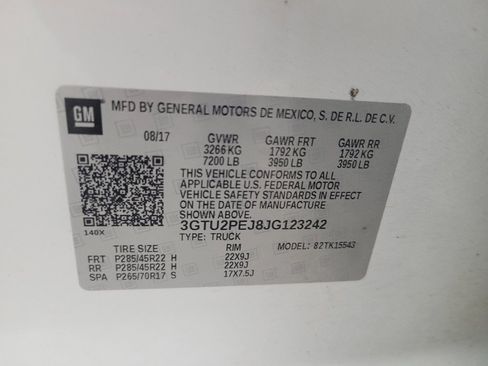 GM
MFD BY GENERAL MOTORS DE MEXICO, S. DE R.L. DE C.V.
08/17 GVWR GAWR FRT GAWR RR
3266 KG 1792 KG 1792 KG
7200 LB 3950 LB 3950 LB
THIS VEHICLE CONFORMS TO ALL
APPLICABLE U.S. FEDERAL MOTOR
VEHICLE SAFETY STANDARDS IN EFFECT
ON THE DATE OF MANUFACTURE
SHOWN ABOVE.
140X 3GTU2PEJ8JG123242
TYPE: TRUCK
TIRE SIZE RIM MODEL: 82TK15543
FRT P285/45R22 H 22X9J
RR P285/45R22 H 22X9J
SPA P265/70R17 S 17X7.5J